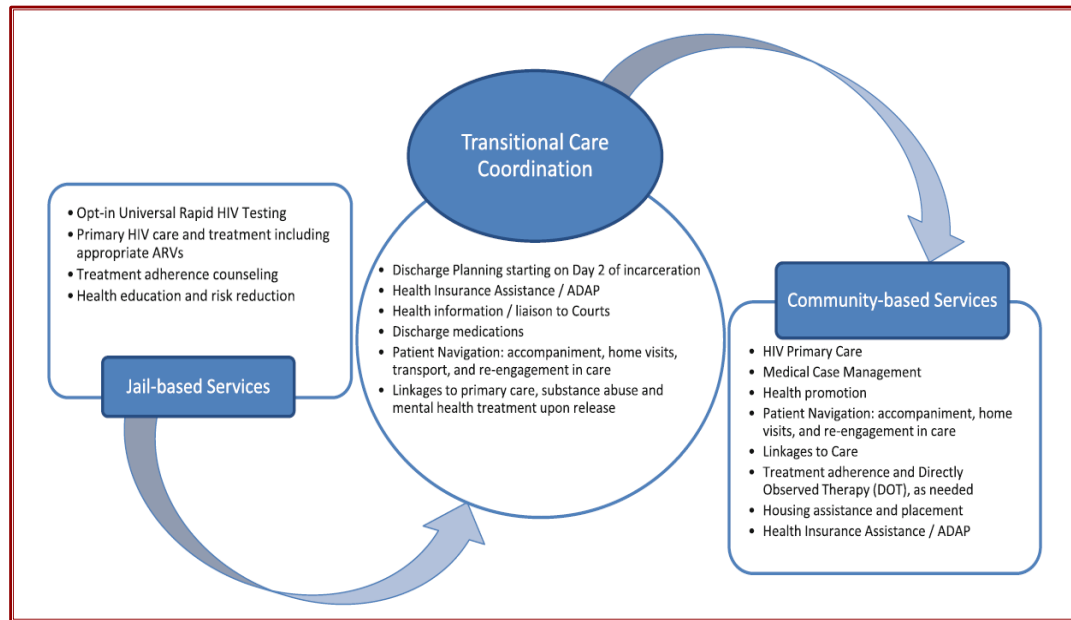 Transitional Care
Coordination
• Opt-in Universal Rapid HIV Testing
• Primary HIV care and treatment including
appropriate ARVs
• Treatment adherence counseling
• Health education and risk reduction
Jail-based Services
• Discharge Planning starting on Day 2 of incarceration
• Health Insurance Assistance / ADAP
• Health information / liaison to Courts
• Discharge medications
• Patient Navigation: accompaniment, home visits,
transport, and re-engagement in care
• Linkages to primary care, substance abuse and
mental health treatment upon release
Community-based Services
• HIV Primary Care
• Medical Case Management
• Health promotion
• Patient Navigation: accompaniment, home
visits, and re-engagement in care
• Linkages to Care
• Treatment adherence and Directly
Observed Therapy (DOT), as needed
• Housing assistance and placement
• Health Insurance Assistance / ADAP